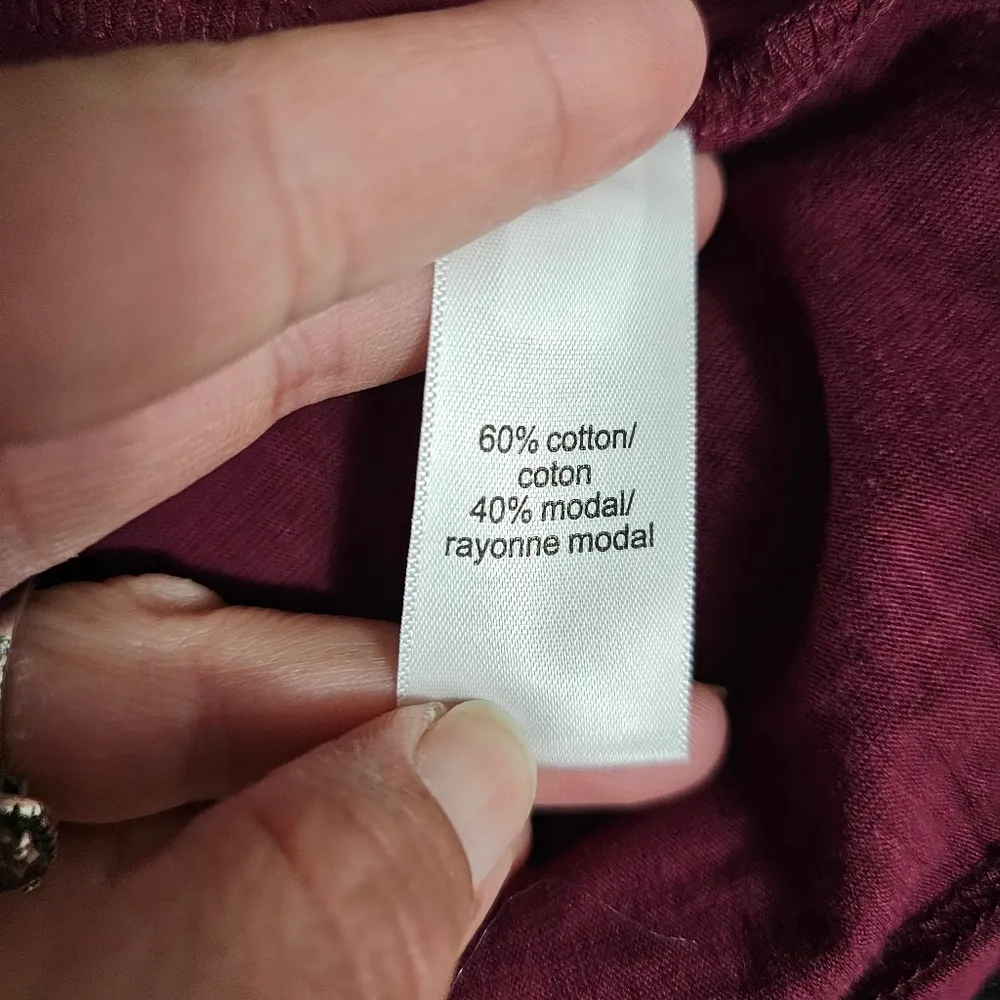 60% cotton/
coton
40% modal/
rayonne modal